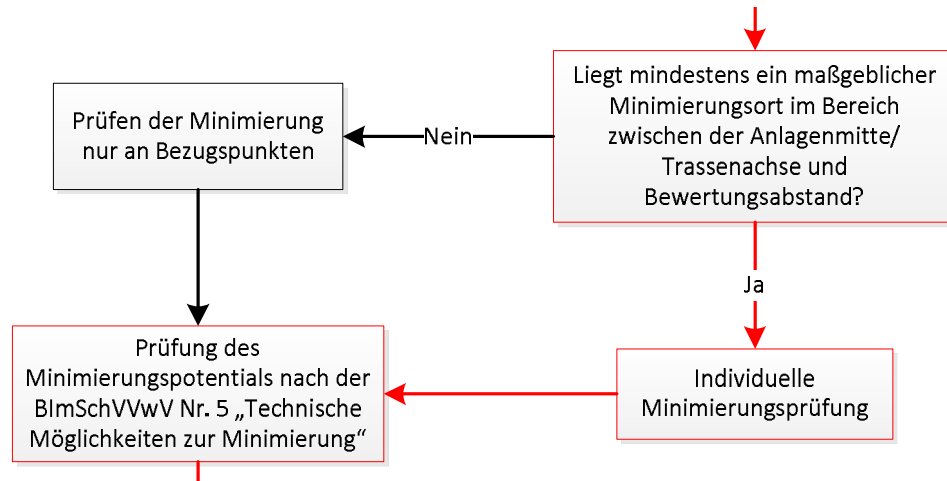 Liegt mindestens ein maßgeblicher
Minimierungsort im Bereich
zwischen der Anlagenmitte/
Trassenachse und
Bewertungsabstand?
Nein
Prüfen der Minimierung
nur an Bezugspunkten
Ja
Individuelle
Minimierungsprüfung
Prüfung des
Minimierungspotentials nach der
BImSchVVwV Nr. 5 „Technische
Möglichkeiten zur Minimierung“